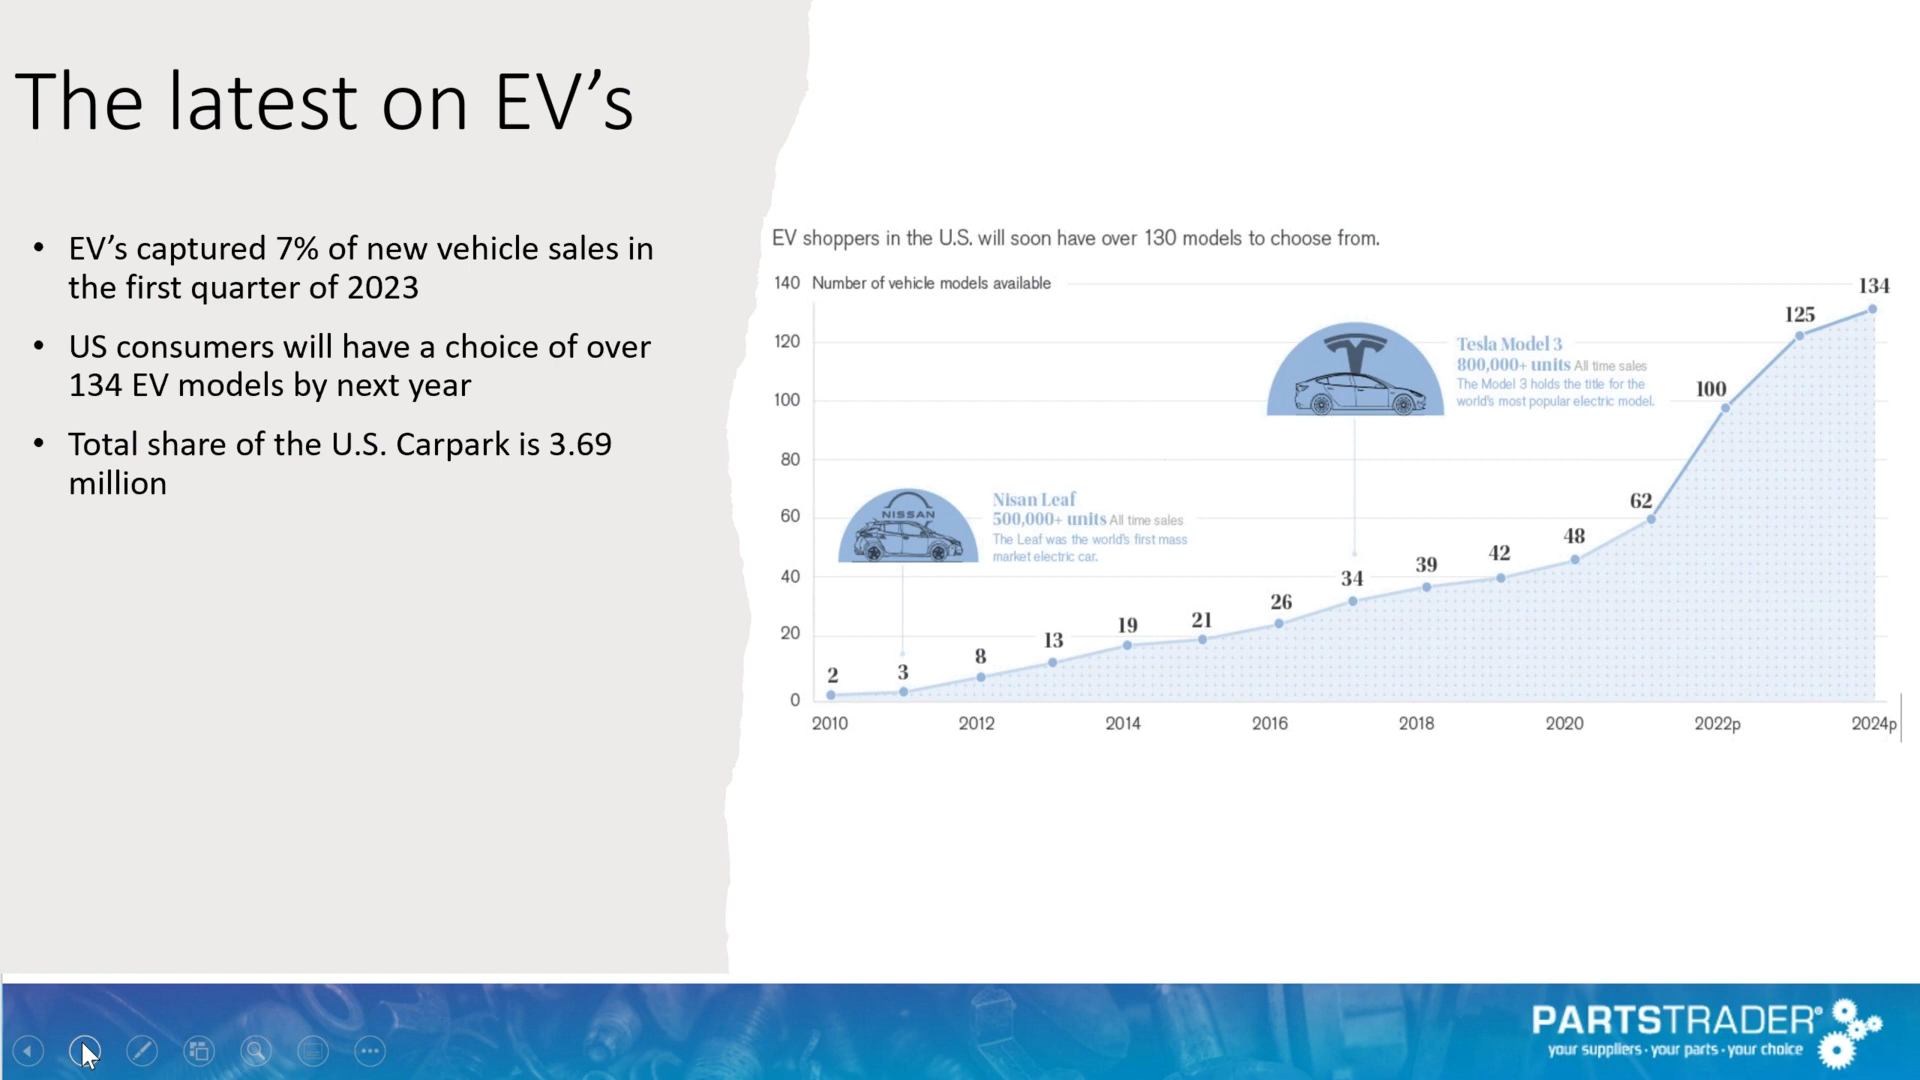 The latest on EV’s
• EV’s captured 7% of new vehicle sales in
the first quarter of 2023
• US consumers will have a choice of over
134 EV models by next year
• Total share of the U.S. Carpark is 3.69
million
EV shoppers in the U.S. will soon have over 130 models to choose from.
140 Number of vehicle models available
120
100
80
60
40
20
0
2
3
8
13
19
21
26
34
39
42
48
62
100
125
134
NISSAN
Nisan Leaf
500,000+ units All time sales
The Leaf was the world's first mass
market electric car.
Tesla Model 3
800,000+ units All time sales
The Model 3 holds the title for the
world's most popular electric model.
2010 2012 2014 2016 2018 2020 2022p 2024p
PARTSTRADER®
your suppliers · your parts · your choice